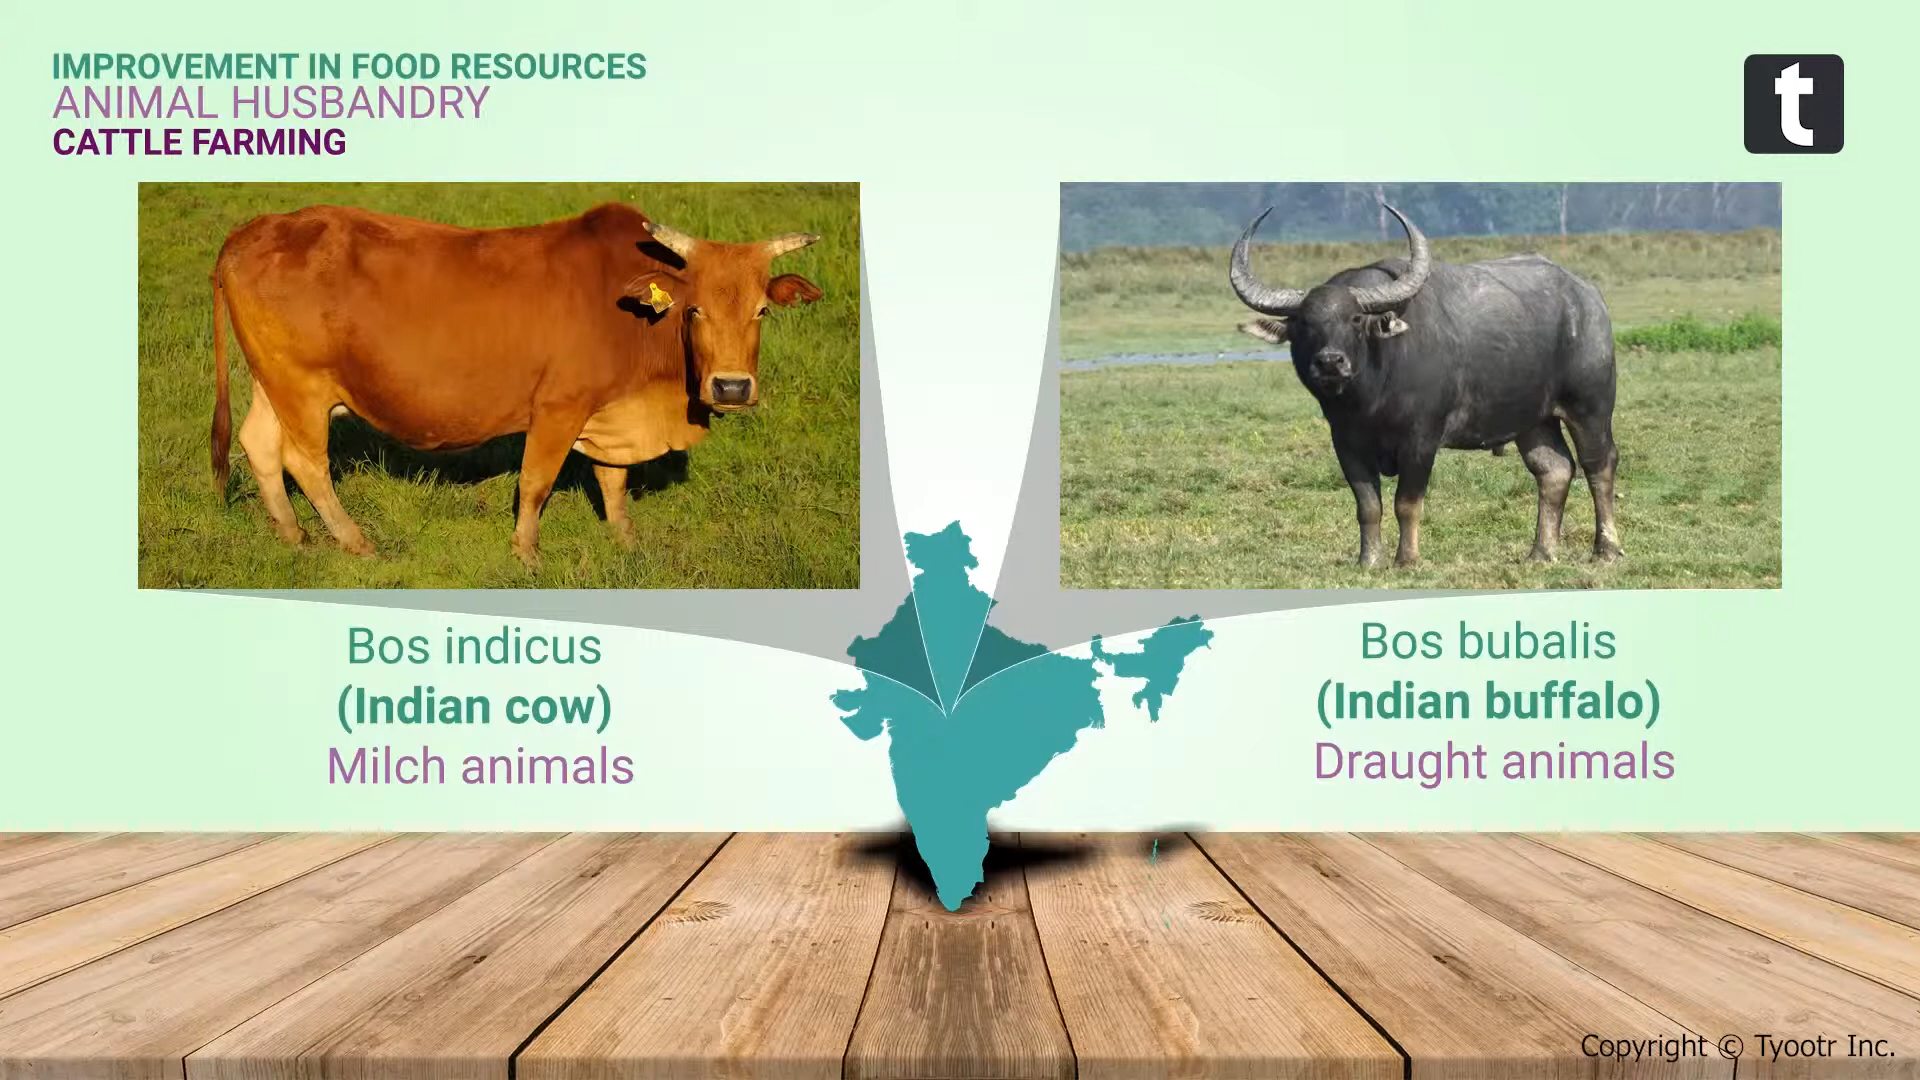 IMPROVEMENT IN FOOD RESOURCES
ANIMAL HUSBANDRY
CATTLE FARMING
t
Bos indicus
(Indian cow)
Milch animals
Bos bubalis
(Indian buffalo)
Draught animals
Copyright © Tyootr Inc.